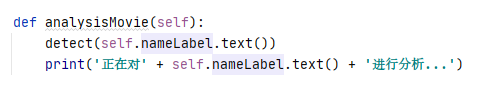 def analysisMovie(self):
    detect(self.nameLabel.text())
    print('正在对' + self.nameLabel.text() + '进行分析...')